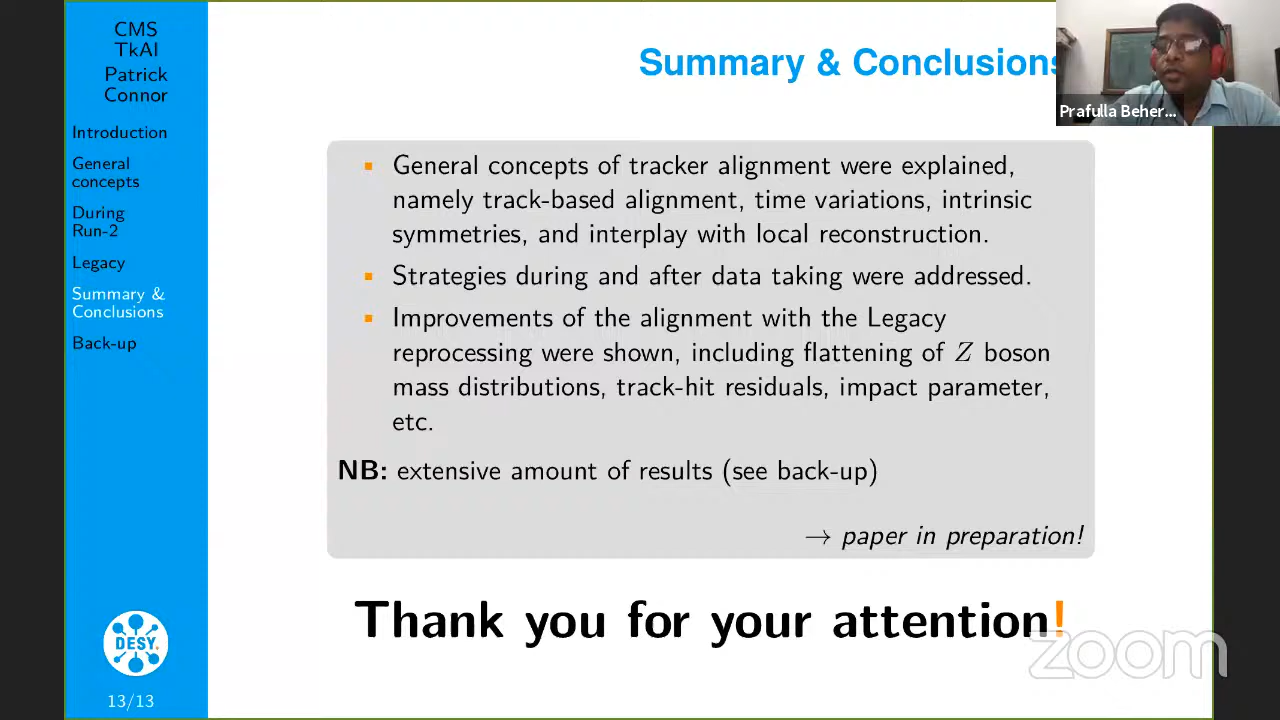 CMS
TkAl
Patrick
Connor
Introduction
General
concepts
During
Run-2
Legacy
Summary &
Conclusions
Back-up
DESY.
13/13
Summary & Conclusions
Prafulla Beher...
▪ General concepts of tracker alignment were explained,
namely track-based alignment, time variations, intrinsic
symmetries, and interplay with local reconstruction.
▪ Strategies during and after data taking were addressed.
▪ Improvements of the alignment with the Legacy
reprocessing were shown, including flattening of Z boson
mass distributions, track-hit residuals, impact parameter,
etc.
NB: extensive amount of results (see back-up)
→ paper in preparation!
Thank you for your attention!
zoom